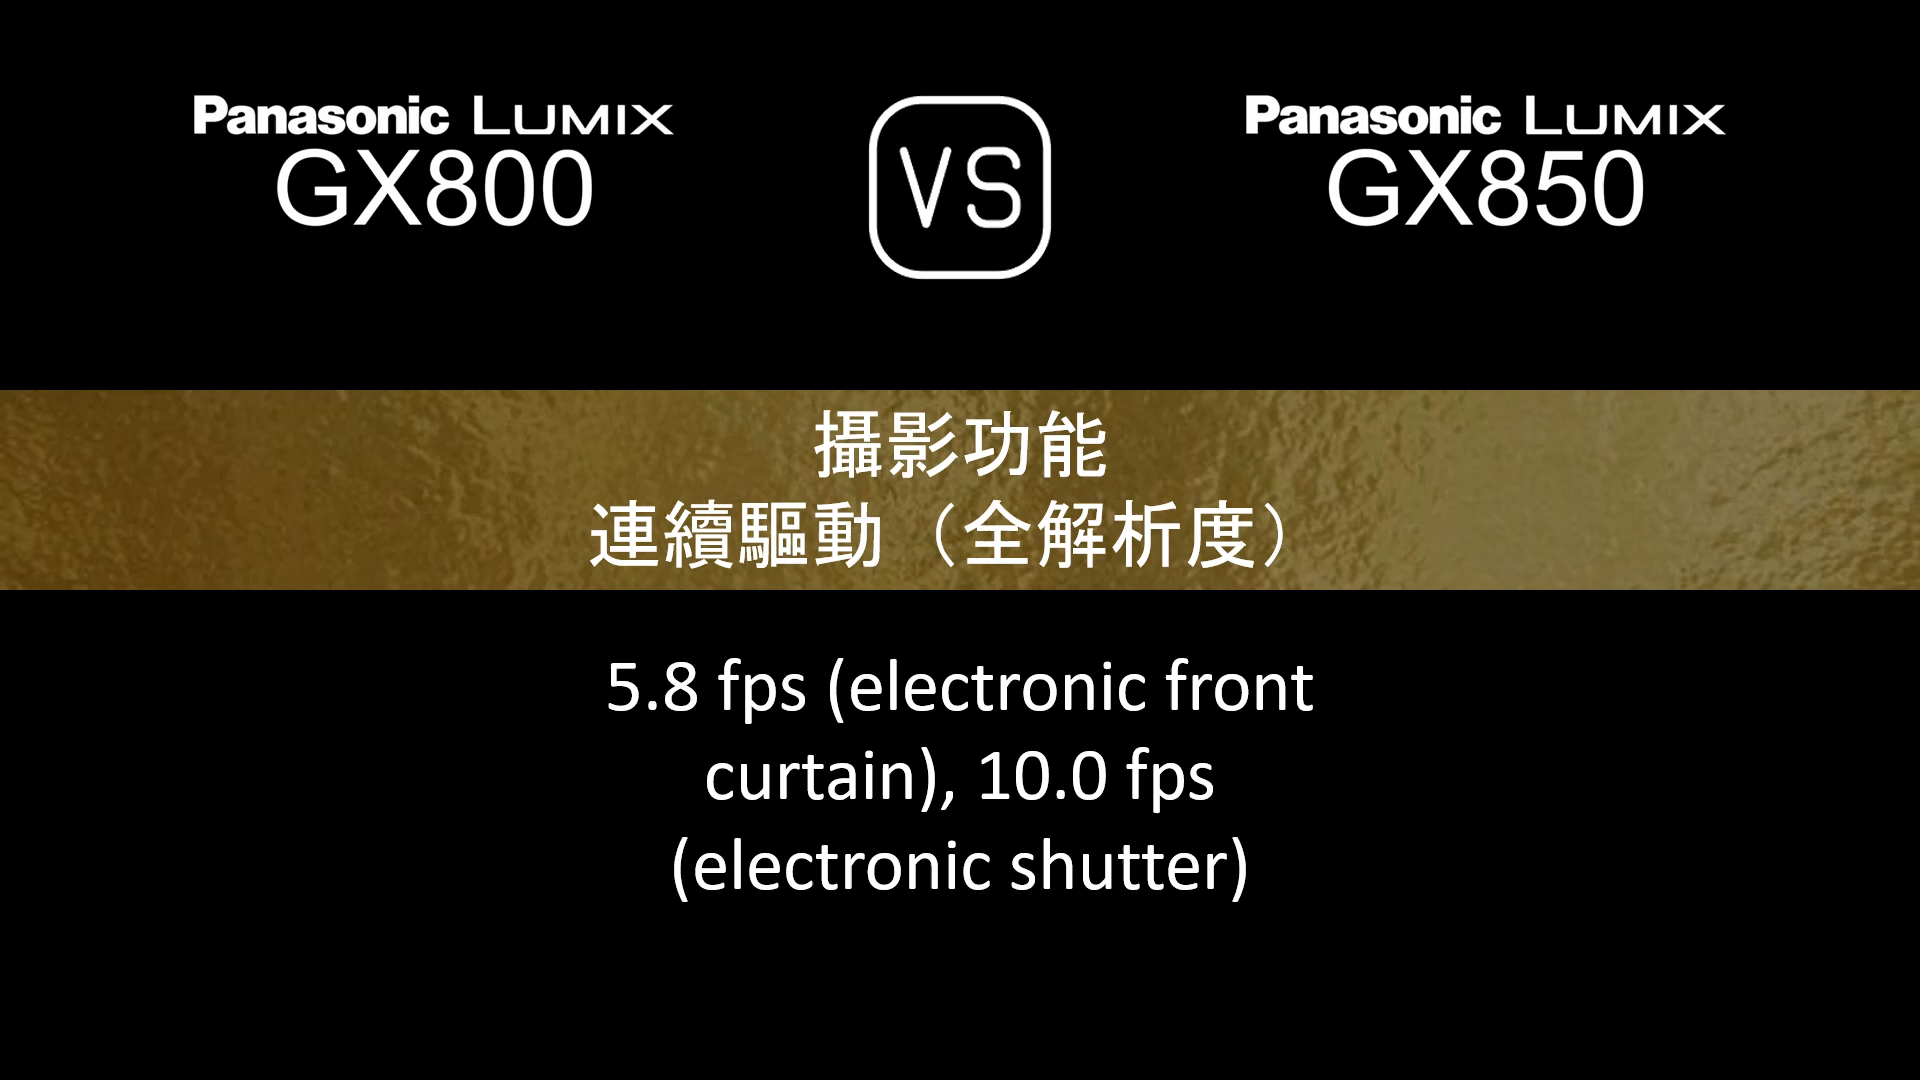 Panasonic LUMIX
GX800
VS
Panasonic LUMIX
GX850
攝影功能
連續驅動（全解析度）
5.8 fps (electronic front
curtain), 10.0 fps
(electronic shutter)